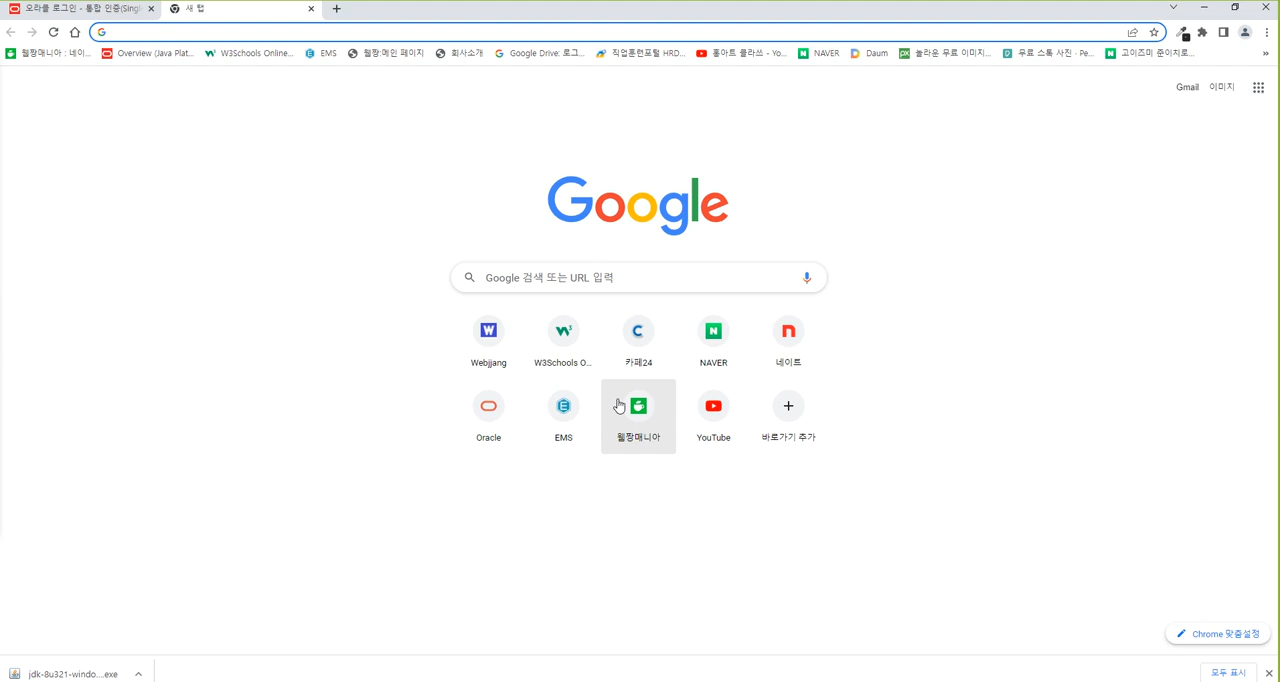 오라클 로그인 - 통합 인증(Singl
새 탭
웹짱매니아 : 네이...
Overview (Java Plat...
W3Schools Online...
EMS
웹짱:메인 페이지
회사소개
Google Drive: 로그...
직업훈련포털 HRD...
홍아트 클라쓰 - Yo...
NAVER
Daum
놀라운 무료 이미지...
무료 스톡 사진 · Pe...
고이즈미 준이치로...
»
Gmail 이미지
Google
Google 검색 또는 URL 입력
Webjjang
W3Schools O...
카페24
NAVER
네이트
Oracle
EMS
웹짱매니아
YouTube
바로가기 추가
Chrome 맞춤설정
jdk-8u321-windo....exe
모두 표시